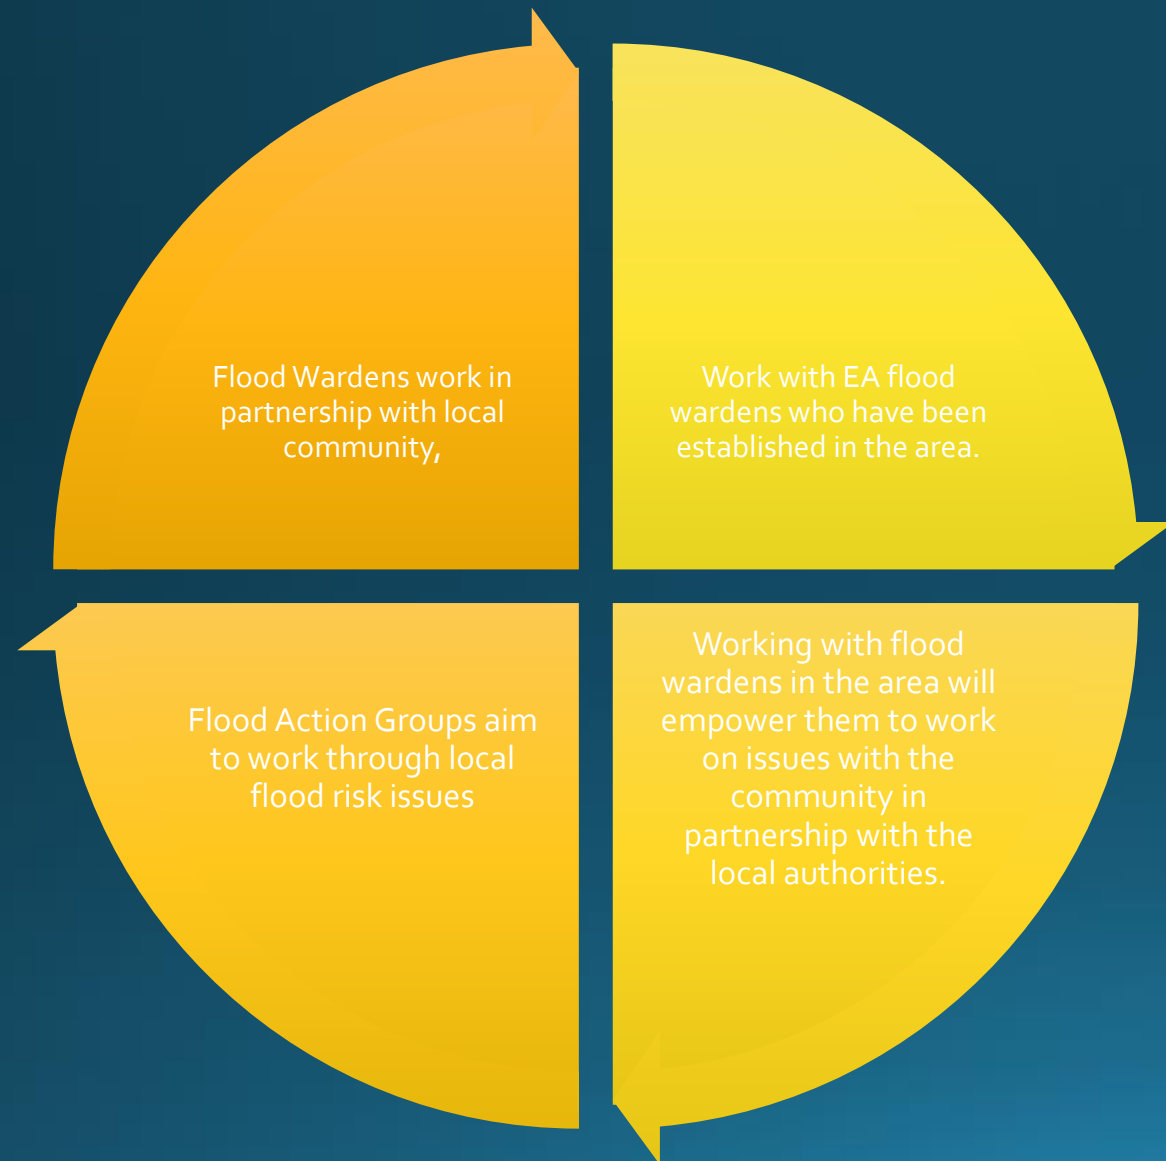 Flood Wardens work in
partnership with local
community,
Work with EA flood
wardens who have been
established in the area.
Working with flood
wardens in the area will
empower them to work
on issues with the
community in
partnership with the
local authorities.
Flood Action Groups aim
to work through local
flood risk issues